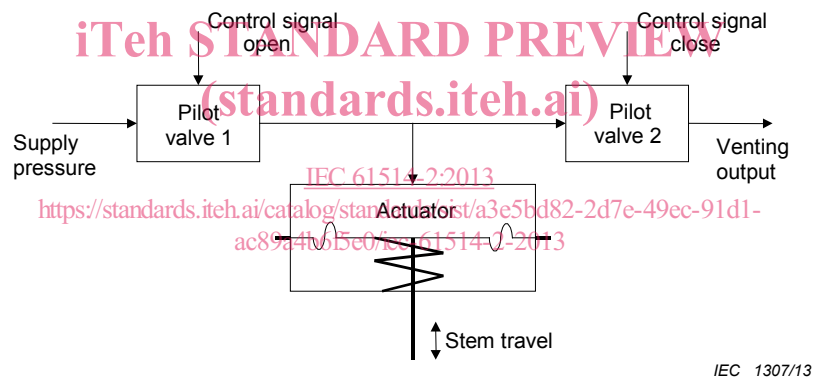 Control signal
open
Control signal
close
iTeh STANDARD PREVIEW
(standards.iteh.ai)
Pilot
valve 1
Pilot
valve 2
Supply
pressure
Venting
output
IEC 61514-2:2013
https://standards.iteh.ai/catalog/standards/sist/a3e5bd82-2d7e-49ec-91d1-
ac89a4b6f5e0/iec-61514-2-2013
Actuator
Stem travel
IEC 1307/13